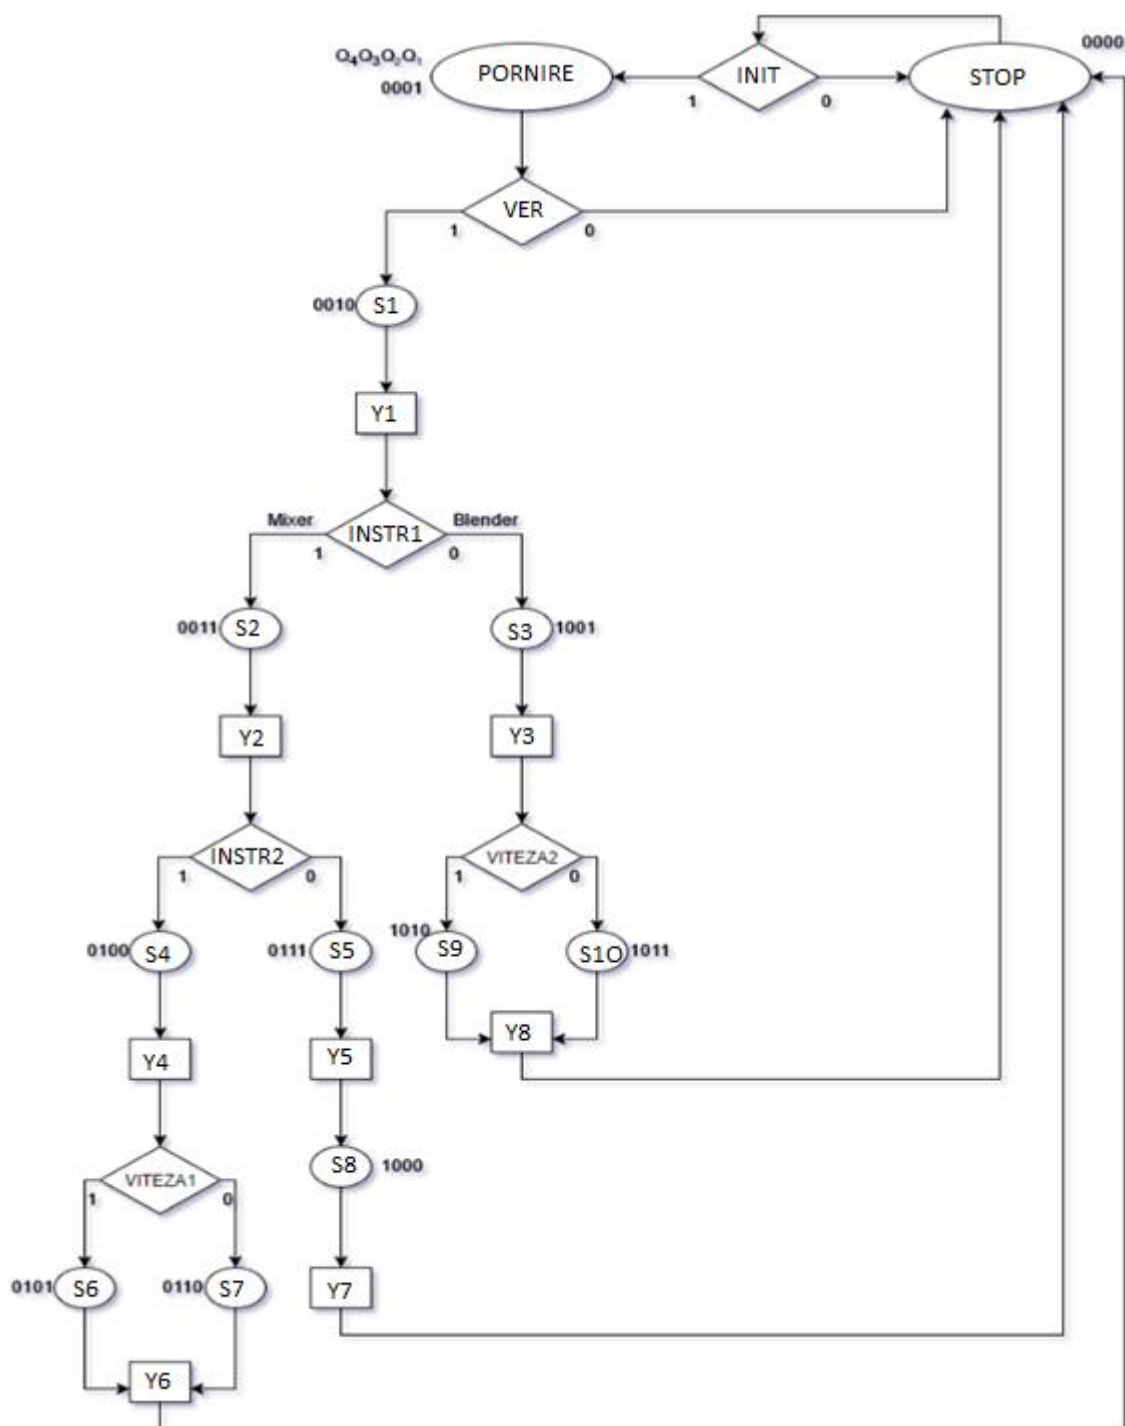 0000
Q₄Q₃Q₂Q₁
PORNIRE
INIT
STOP
0001
1
0
VER
1
0
0010
S1
Y1
Mixer
INSTR1
Blender
1
0
0011
S2
S3
1001
Y2
Y3
INSTR2
VITEZA2
1
0
1
0
0100
S4
0111
S5
1010
S9
S10
1011
Y4
Y5
Y8
VITEZA1
S8
1000
1
0
0101
S6
0110
S7
Y7
Y6